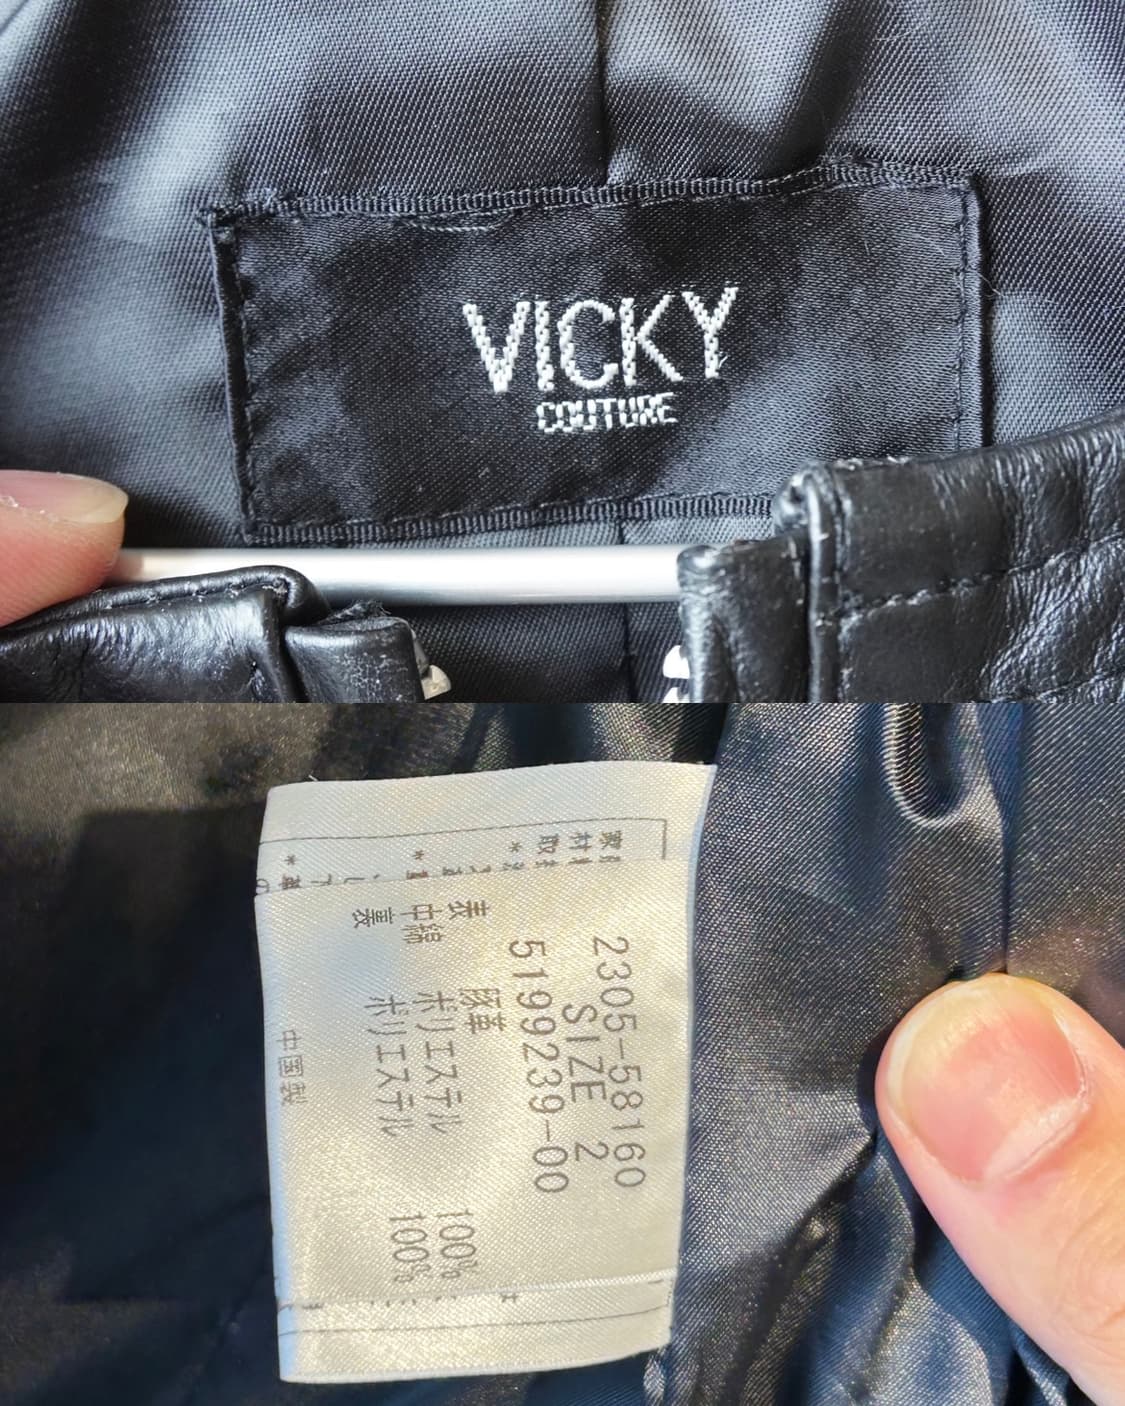 VICKY
COUTURE
2305-58160
SIZE 2
5199239-00
表 豚革
中綿 ポリエステル 100%
裏 ポリエステル 100%
中国製